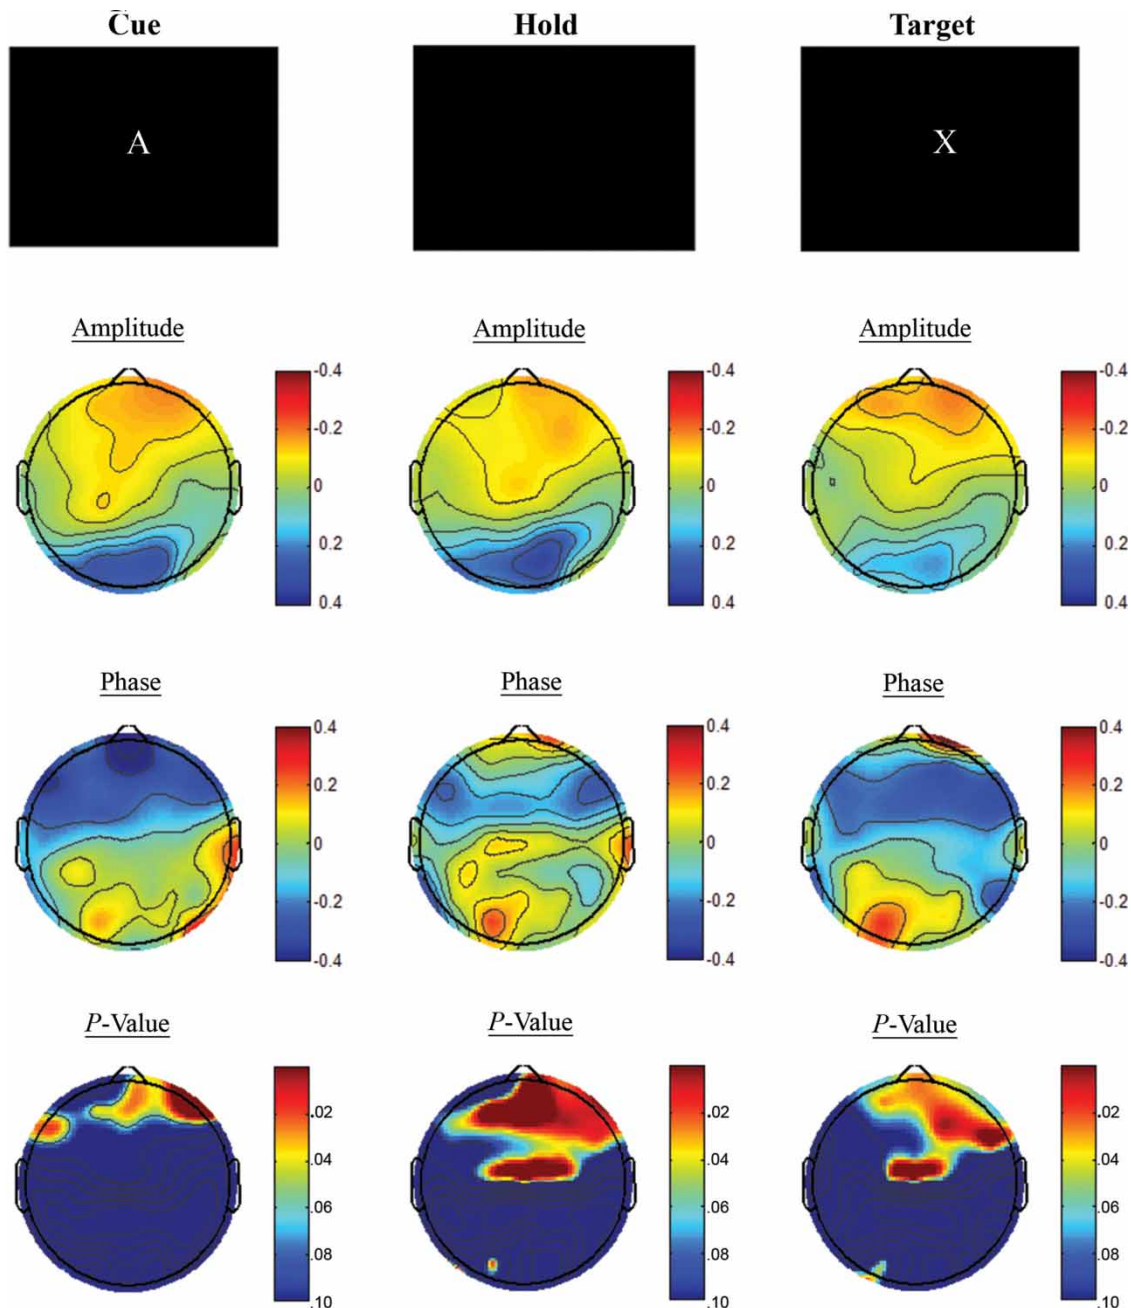 Cue Hold Target
A X
Amplitude Amplitude Amplitude
-0.4 -0.4 -0.4
-0.2 -0.2 -0.2
0 0 0
0.2 0.2 0.2
0.4 0.4 0.4
Phase Phase Phase
0.4 0.4 0.4
0.2 0.2 0.2
0 0 0
-0.2 -0.2 -0.2
-0.4 -0.4 -0.4
P-Value P-Value P-Value
.02 .02 .02
.04 .04 .04
.06 .06 .06
.08 .08 .08
.10 .10 .10